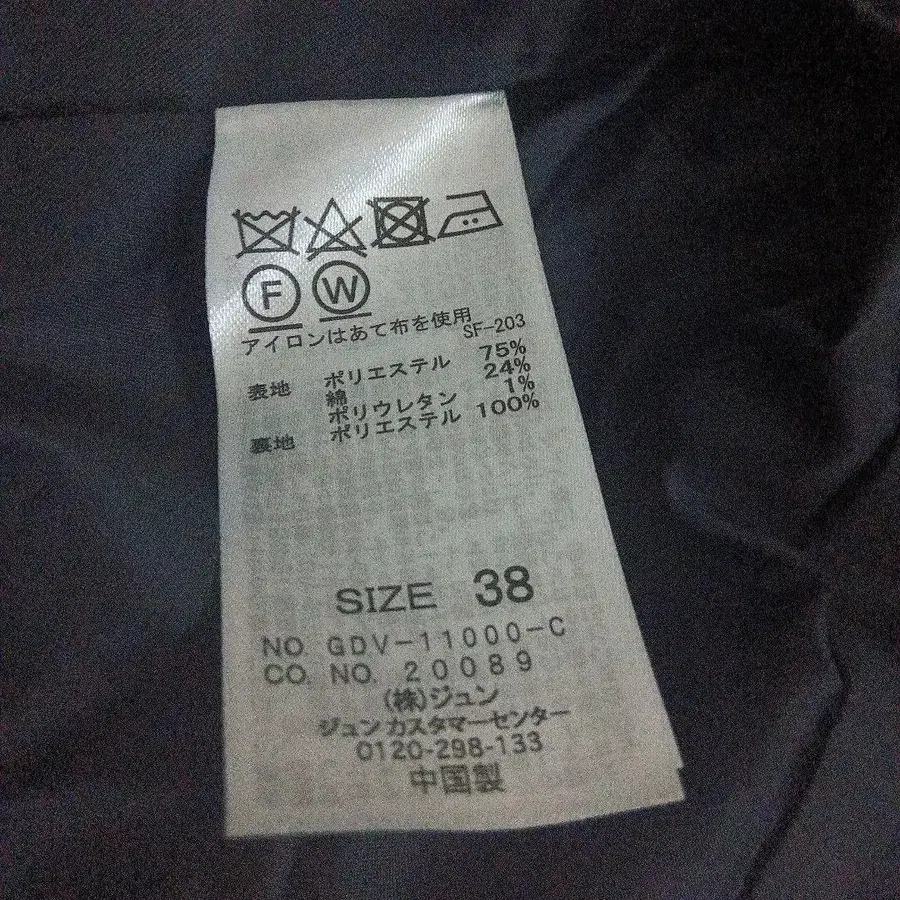 F W
アイロンはあて布を使用
SF-203
表地 ポリエステル 75%
綿 24%
ポリウレタン 1%
裏地 ポリエステル 100%
SIZE 38
NO. GDV-11000-C
CO. NO. 20089
(株)ジュン
ジュンカスタマーセンター
0120-298-133
中国製